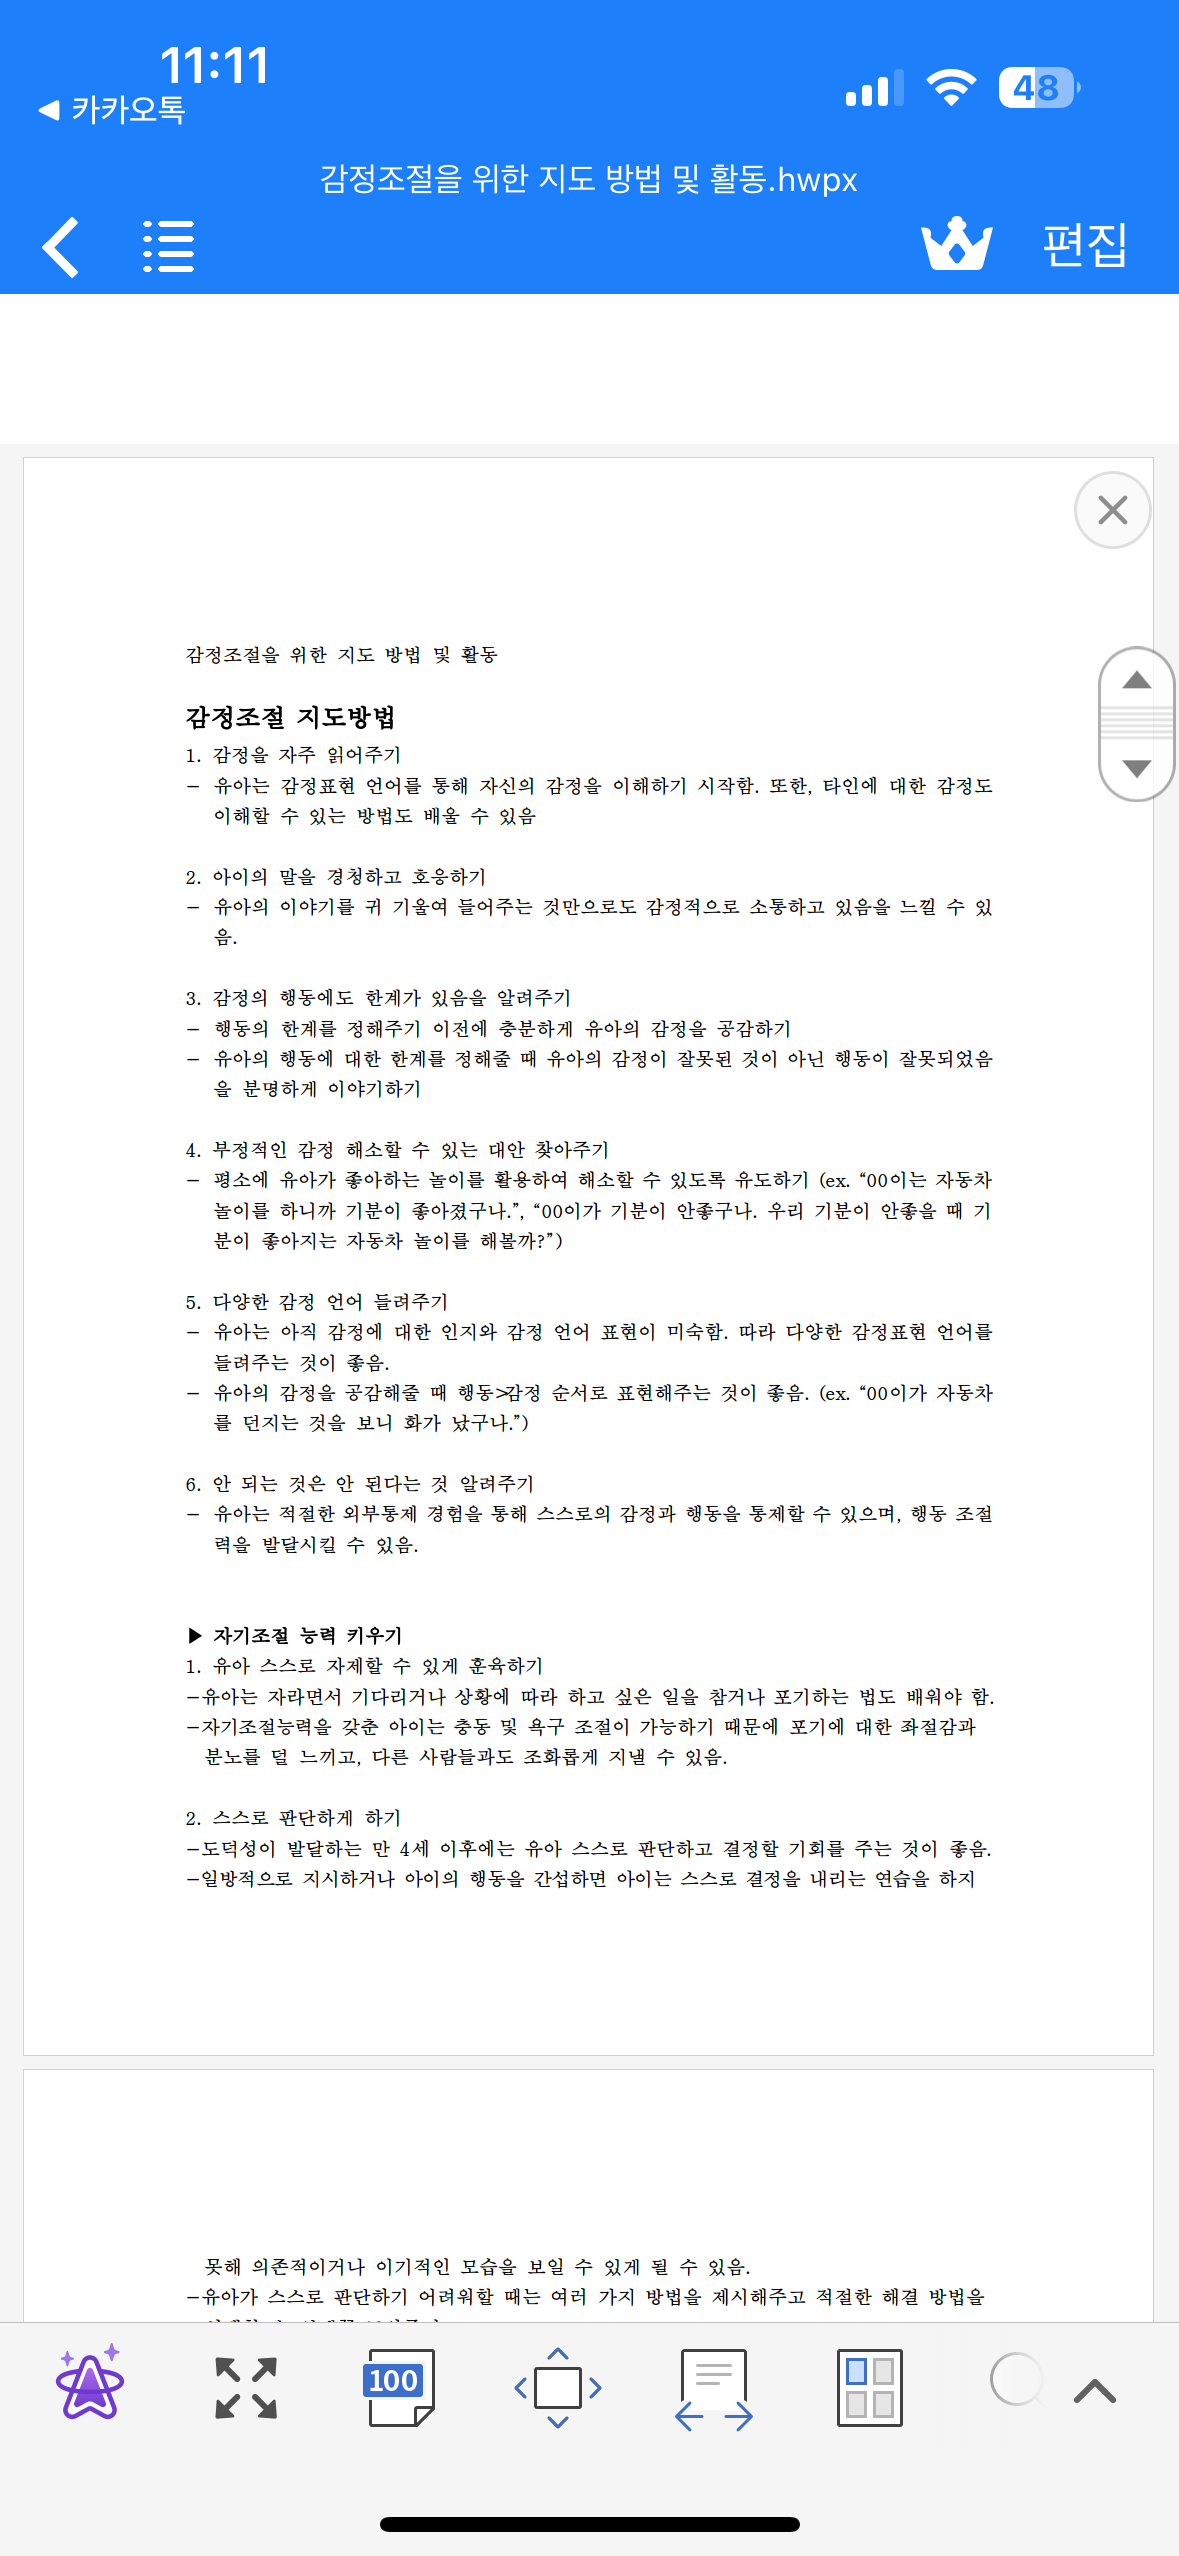 11:11
카카오톡
48
감정조절을 위한 지도 방법 및 활동.hwpx
편집
감정조절을 위한 지도 방법 및 활동
감정조절 지도방법
1. 감정을 자주 읽어주기
- 유아는 감정표현 언어를 통해 자신의 감정을 이해하기 시작함. 또한, 타인에 대한 감정도
이해할 수 있는 방법도 배울 수 있음
2. 아이의 말을 경청하고 호응하기
- 유아의 이야기를 귀 기울여 들어주는 것만으로도 감정적으로 소통하고 있음을 느낄 수 있
음.
3. 감정의 행동에도 한계가 있음을 알려주기
- 행동의 한계를 정해주기 이전에 충분하게 유아의 감정을 공감하기
- 유아의 행동에 대한 한계를 정해줄 때 유아의 감정이 잘못된 것이 아닌 행동이 잘못되었음
을 분명하게 이야기하기
4. 부정적인 감정 해소할 수 있는 대안 찾아주기
- 평소에 유아가 좋아하는 놀이를 활용하여 해소할 수 있도록 유도하기 (ex. “00이는 자동차
놀이를 하니까 기분이 좋아졌구나.”, “00이가 기분이 안좋구나. 우리 기분이 안좋을 때 기
분이 좋아지는 자동차 놀이를 해볼까?”)
5. 다양한 감정 언어 들려주기
- 유아는 아직 감정에 대한 인지와 감정 언어 표현이 미숙함. 따라 다양한 감정표현 언어를
들려주는 것이 좋음.
- 유아의 감정을 공감해줄 때 행동>감정 순서로 표현해주는 것이 좋음. (ex. “00이가 자동차
를 던지는 것을 보니 화가 났구나.”)
6. 안 되는 것은 안 된다는 것 알려주기
- 유아는 적절한 외부통제 경험을 통해 스스로의 감정과 행동을 통제할 수 있으며, 행동 조절
력을 발달시킬 수 있음.
▶ 자기조절 능력 키우기
1. 유아 스스로 자제할 수 있게 훈육하기
-유아는 자라면서 기다리거나 상황에 따라 하고 싶은 일을 참거나 포기하는 법도 배워야 함.
-자기조절능력을 갖춘 아이는 충동 및 욕구 조절이 가능하기 때문에 포기에 대한 좌절감과
분노를 덜 느끼고, 다른 사람들과도 조화롭게 지낼 수 있음.
2. 스스로 판단하게 하기
-도덕성이 발달하는 만 4세 이후에는 유아 스스로 판단하고 결정할 기회를 주는 것이 좋음.
-일방적으로 지시하거나 아이의 행동을 간섭하면 아이는 스스로 결정을 내리는 연습을 하지
못해 의존적이거나 이기적인 모습을 보일 수 있게 될 수 있음.
-유아가 스스로 판단하기 어려워할 때는 여러 가지 방법을 제시해주고 적절한 해결 방법을
100